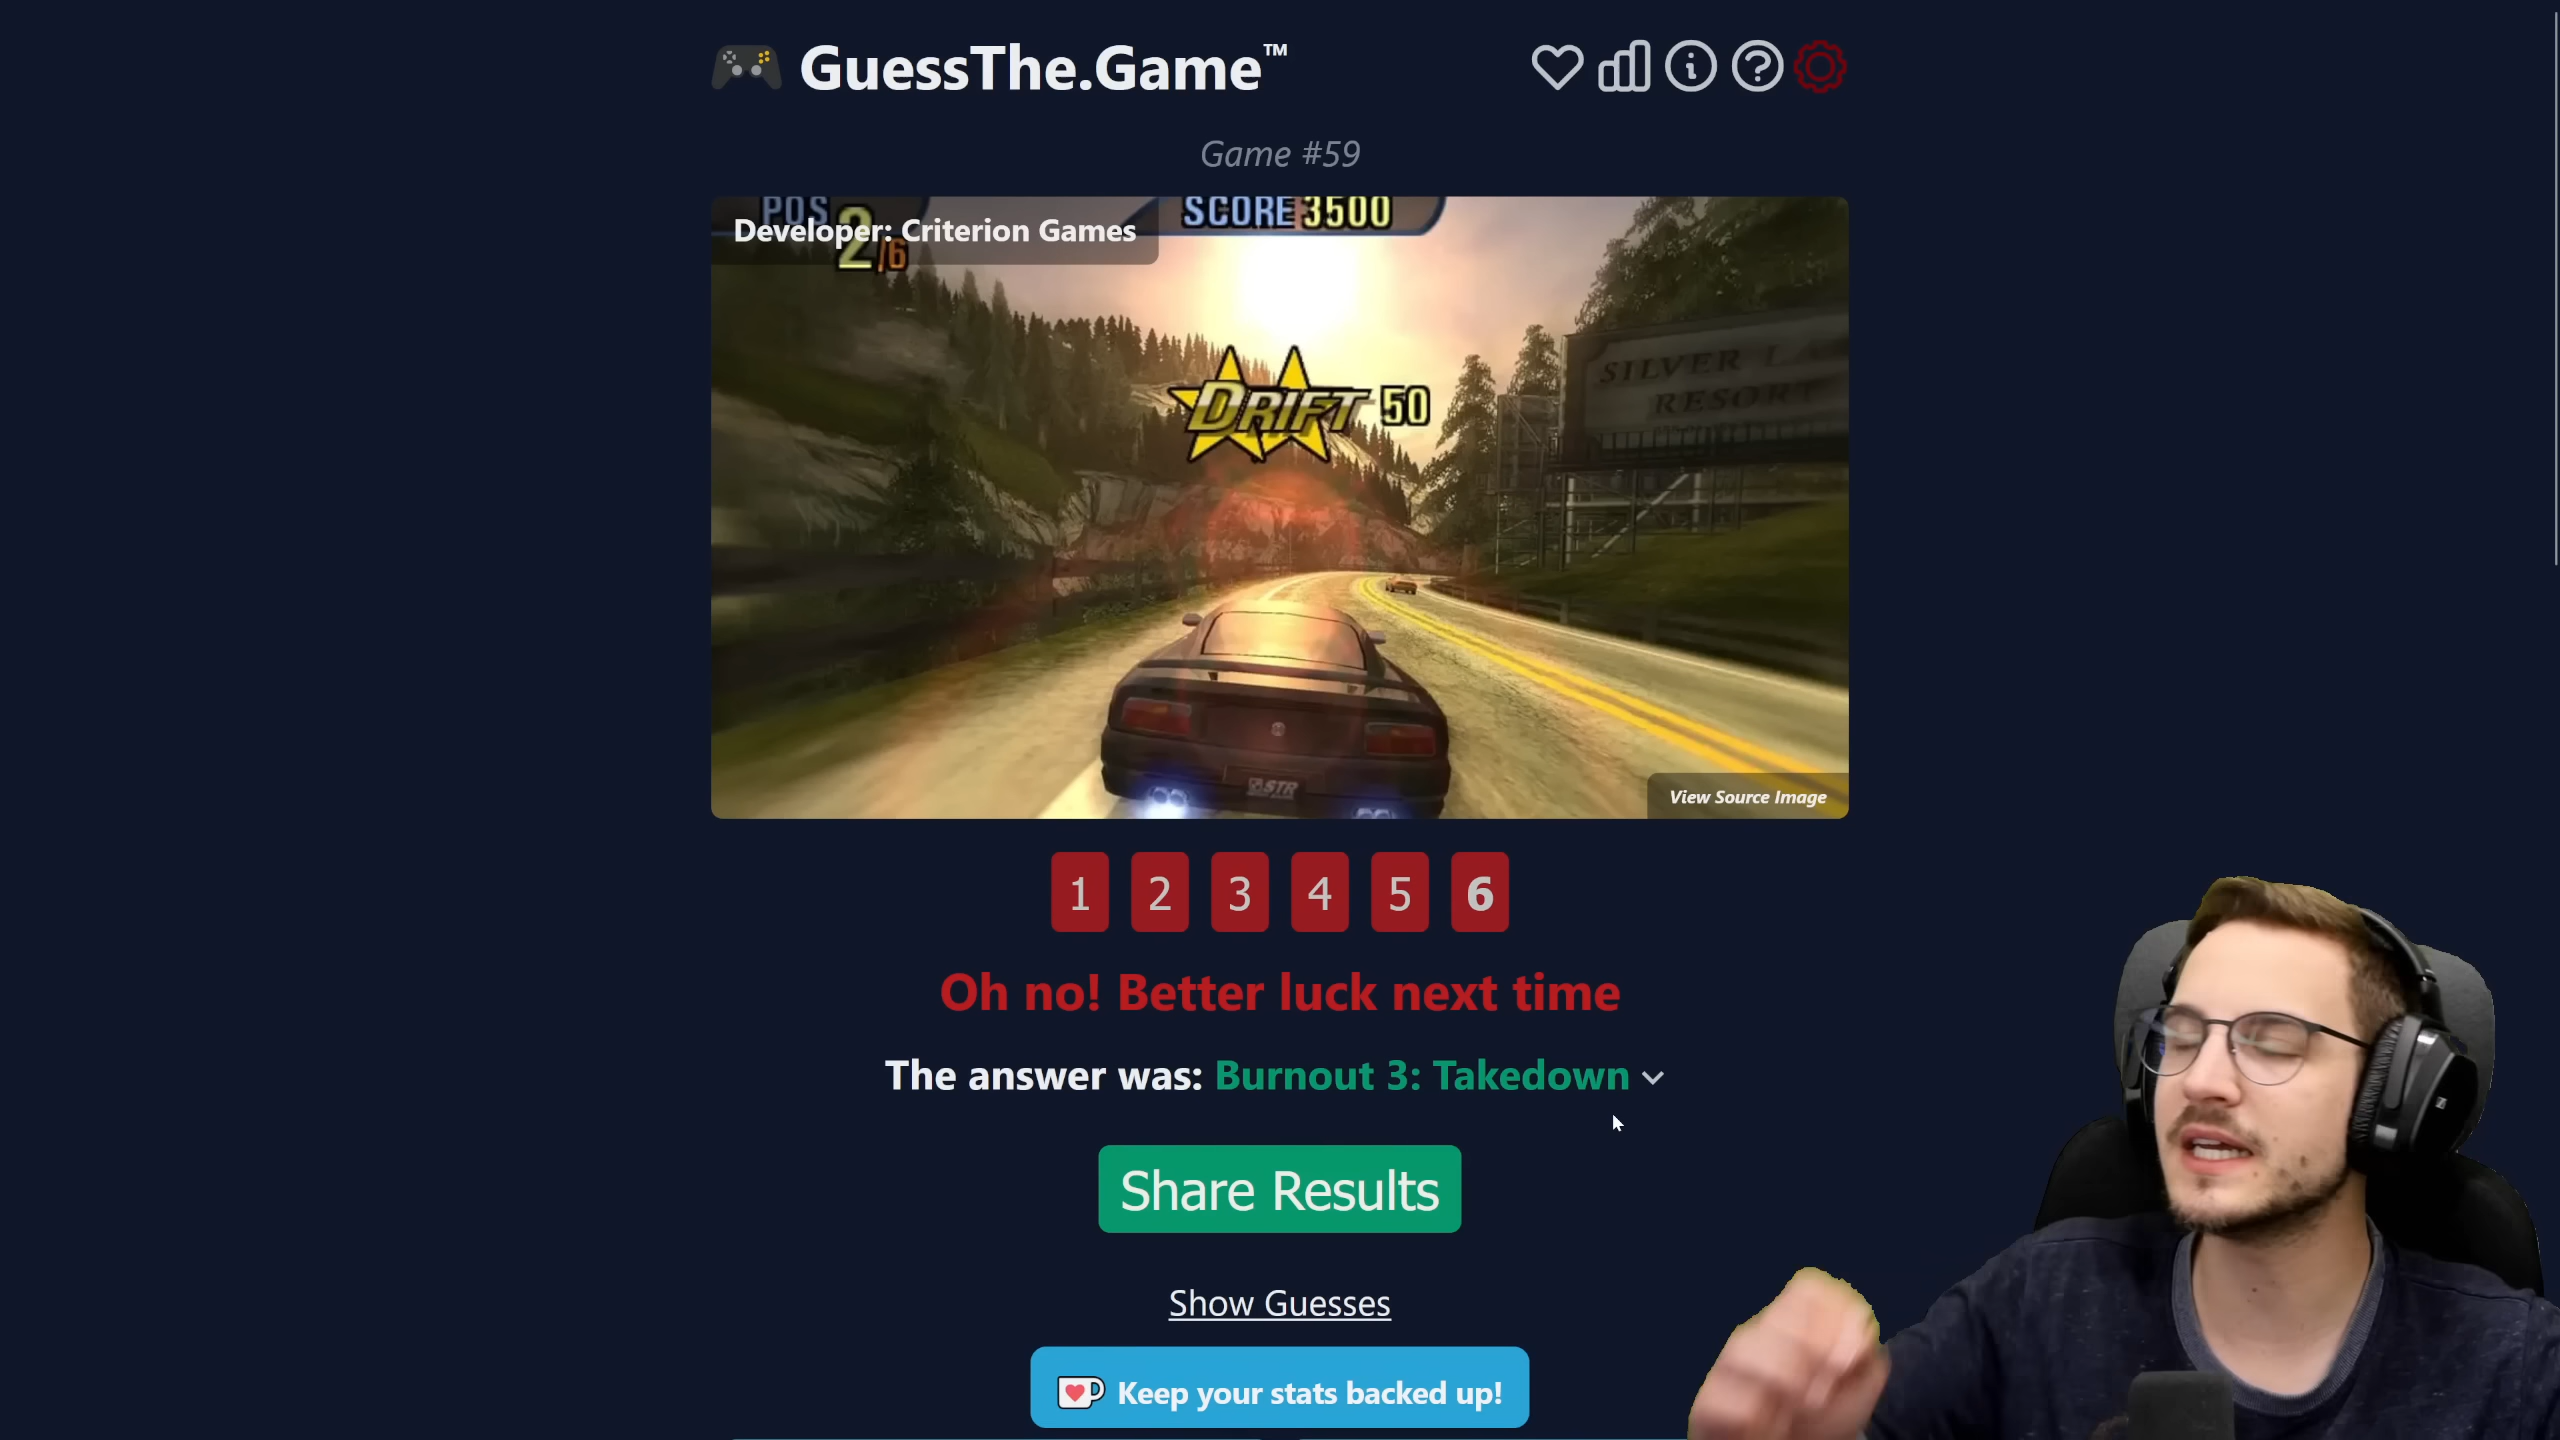 GuessThe.Game™
Game #59
POS 2/6
SCORE 3500
Developer: Criterion Games
SILVER LA
RESORT
DRIFT 50
STR
View Source Image
1 2 3 4 5 6
Oh no! Better luck next time
The answer was: Burnout 3: Takedown
Share Results
Show Guesses
Keep your stats backed up!